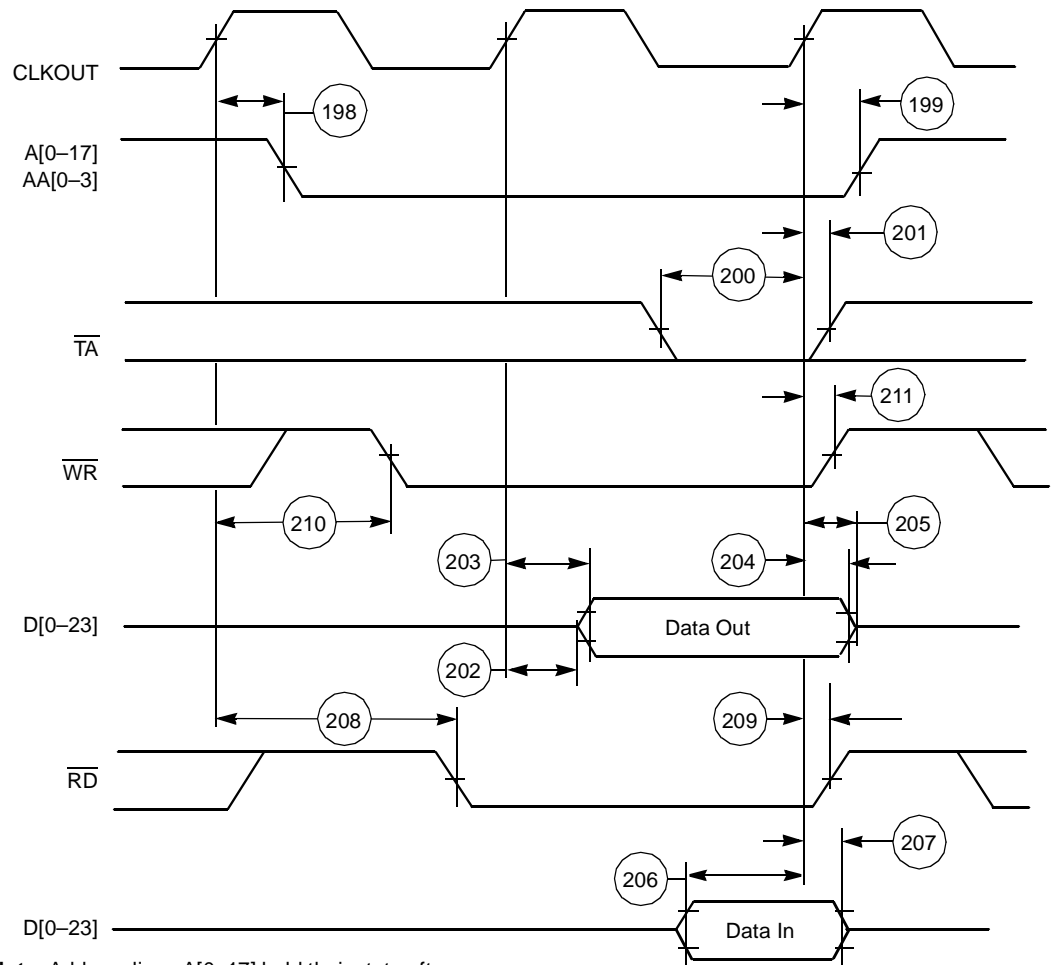 CLKOUT
198
199
A[0–17]
AA[0–3]
201
200
TA
211
WR
210
205
203
204
D[0–23]
Data Out
202
208
209
RD
207
206
D[0–23]
Data In